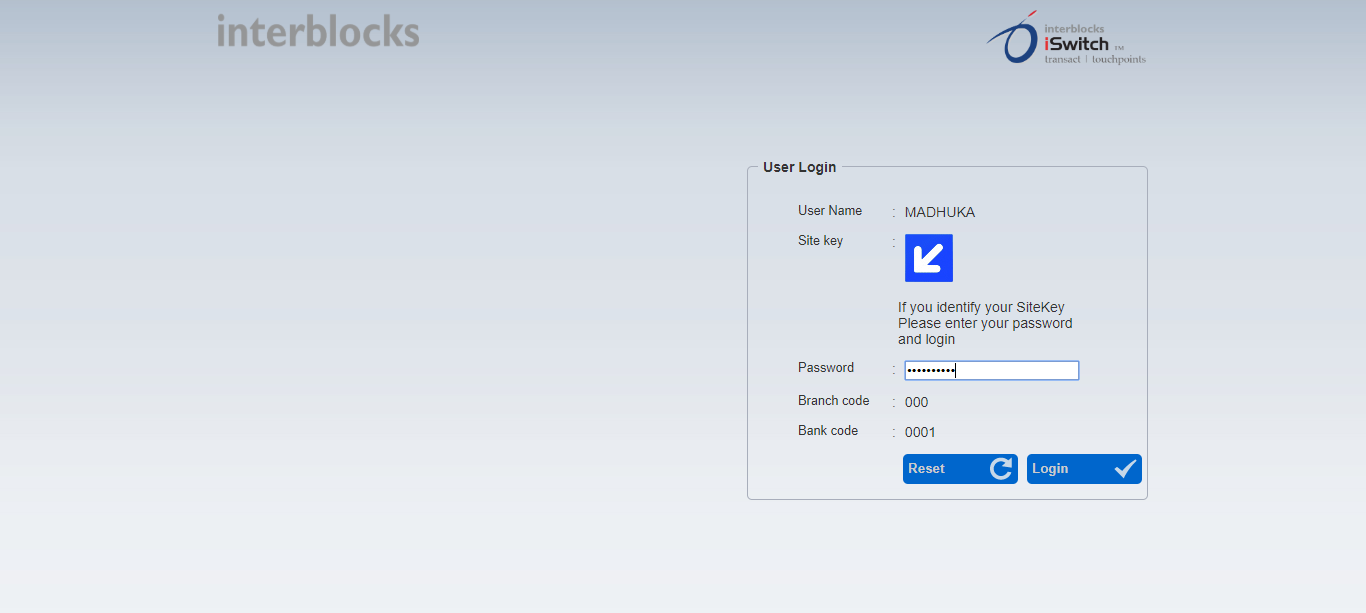 interblocks
interblocks
iSwitch ™
transact | touchpoints
User Login
User Name : MADHUKA
Site key :
If you identify your SiteKey
Please enter your password
and login
Password : ••••••••••
Branch code : 000
Bank code : 0001
Reset
Login